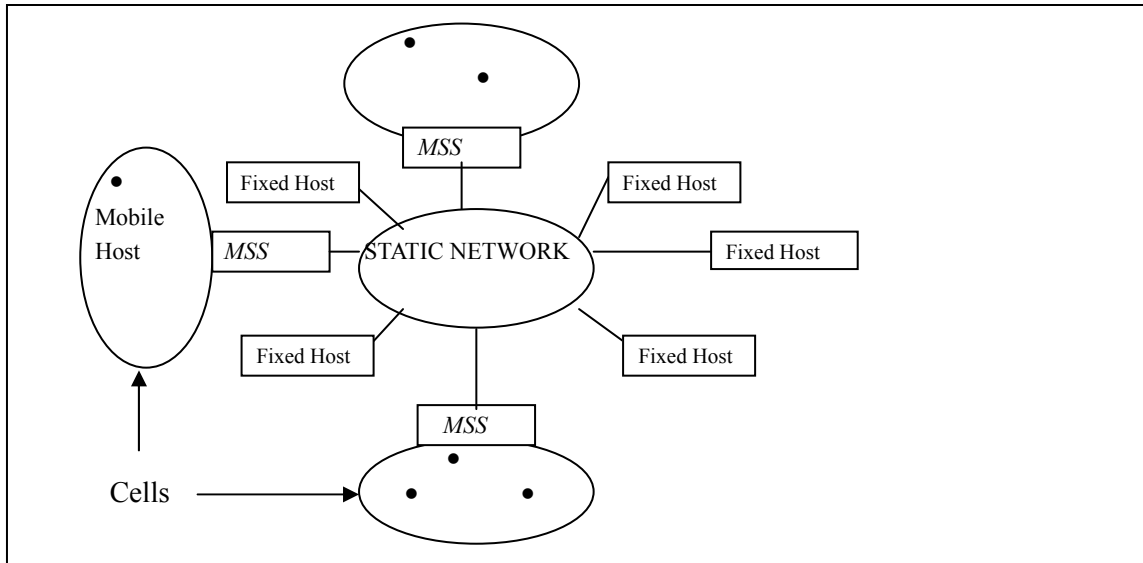 MSS
Fixed Host
Fixed Host
Mobile
Host
MSS
STATIC NETWORK
Fixed Host
Fixed Host
Fixed Host
MSS
Cells